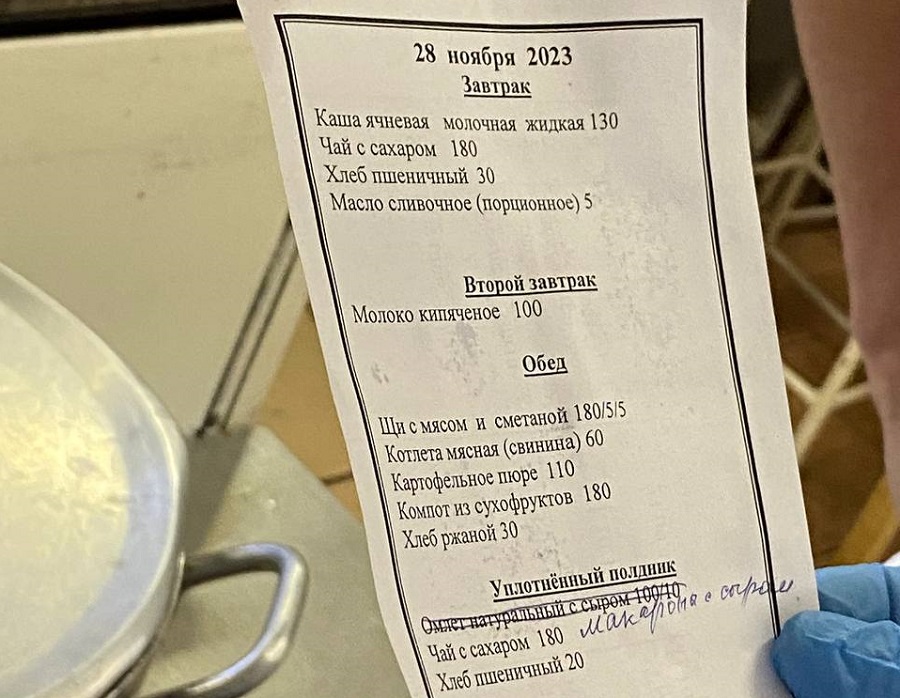 28 ноября 2023
Завтрак
Каша ячневая молочная жидкая 130
Чай с сахаром 180
Хлеб пшеничный 30
Масло сливочное (порционное) 5
Второй завтрак
Молоко кипяченое 100
Обед
Щи с мясом и сметаной 180/5/5
Котлета мясная (свинина) 60
Картофельное пюре 110
Компот из сухофруктов 180
Хлеб ржаной 30
Уплотнённый полдник
Омлет натуральный с сыром 100/10
макароны с сыром
Чай с сахаром 180
Хлеб пшеничный 20